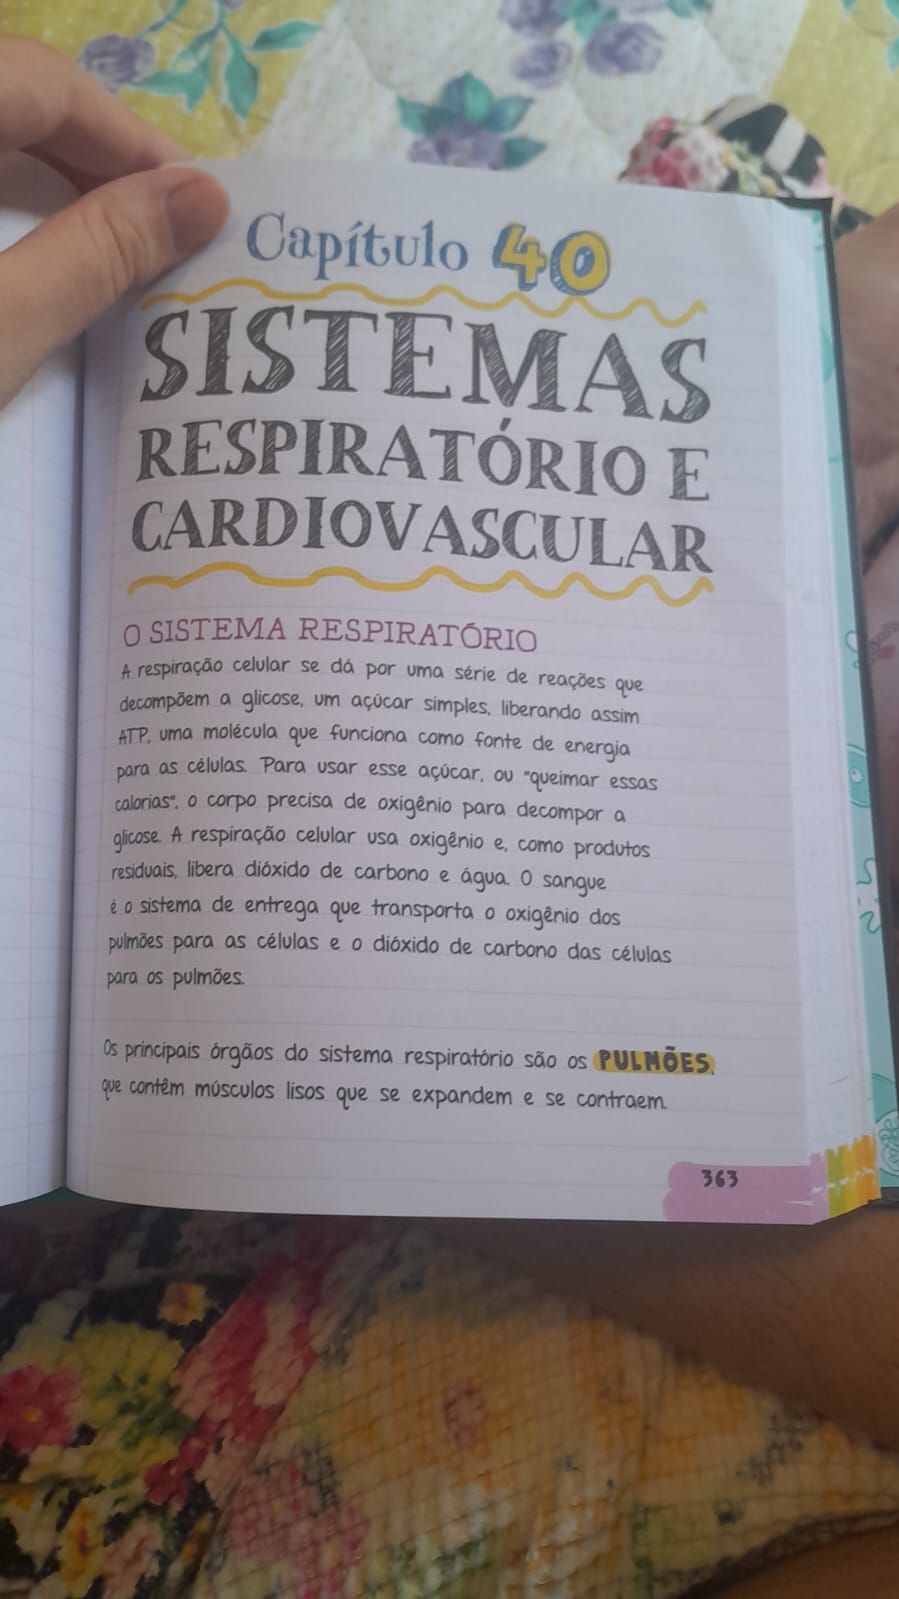 Capítulo 40
SISTEMAS
RESPIRATÓRIO E
CARDIOVASCULAR
O SISTEMA RESPIRATÓRIO
A respiração celular se dá por uma série de reações que
decompõem a glicose, um açúcar simples, liberando assim
ATP, uma molécula que funciona como fonte de energia
para as células. Para usar esse açúcar, ou "queimar essas
calorias", o corpo precisa de oxigênio para decompor a
glicose. A respiração celular usa oxigênio e, como produtos
residuais, libera dióxido de carbono e água. O sangue
é o sistema de entrega que transporta o oxigênio dos
pulmões para as células e o dióxido de carbono das células
para os pulmões.
Os principais órgãos do sistema respiratório são os PULMÕES,
que contêm músculos lisos que se expandem e se contraem.
363